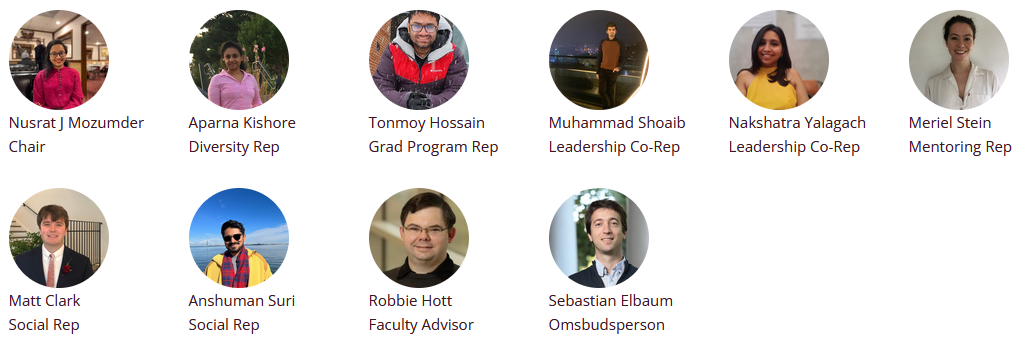 Nusrat J Mozumder
Chair
Aparna Kishore
Diversity Rep
Tonmoy Hossain
Grad Program Rep
Muhammad Shoaib
Leadership Co-Rep
Nakshatra Yalagach
Leadership Co-Rep
Meriel Stein
Mentoring Rep
Matt Clark
Social Rep
Anshuman Suri
Social Rep
Robbie Hott
Faculty Advisor
Sebastian Elbaum
Omsbudsperson